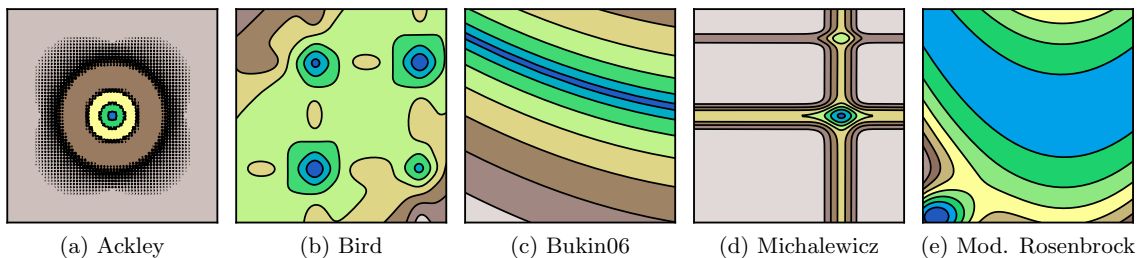 (a) Ackley
(b) Bird
(c) Bukin06
(d) Michalewicz
(e) Mod. Rosenbrock